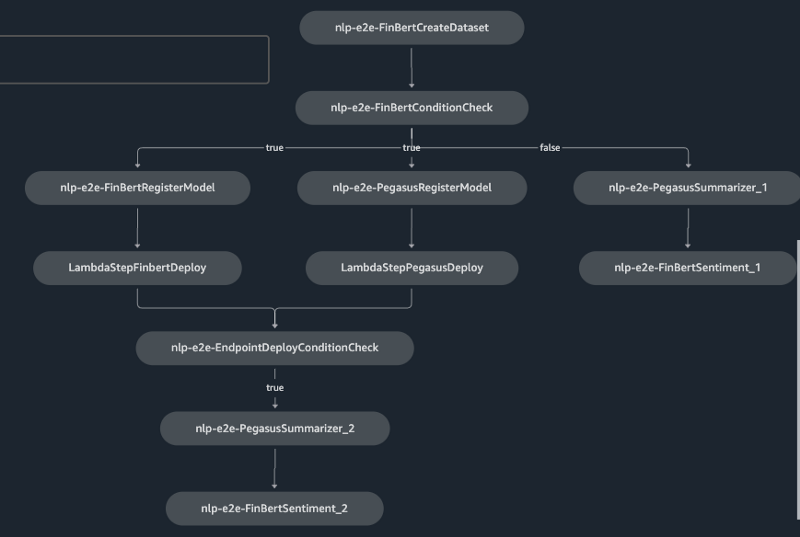 nlp-e2e-FinBertCreateDataset
nlp-e2e-FinBertConditionCheck
true
true
false
nlp-e2e-FinBertRegisterModel
nlp-e2e-PegasusRegisterModel
nlp-e2e-PegasusSummarizer_1
LambdaStepFinbertDeploy
LambdaStepPegasusDeploy
nlp-e2e-FinBertSentiment_1
nlp-e2e-EndpointDeployConditionCheck
true
nlp-e2e-PegasusSummarizer_2
nlp-e2e-FinBertSentiment_2